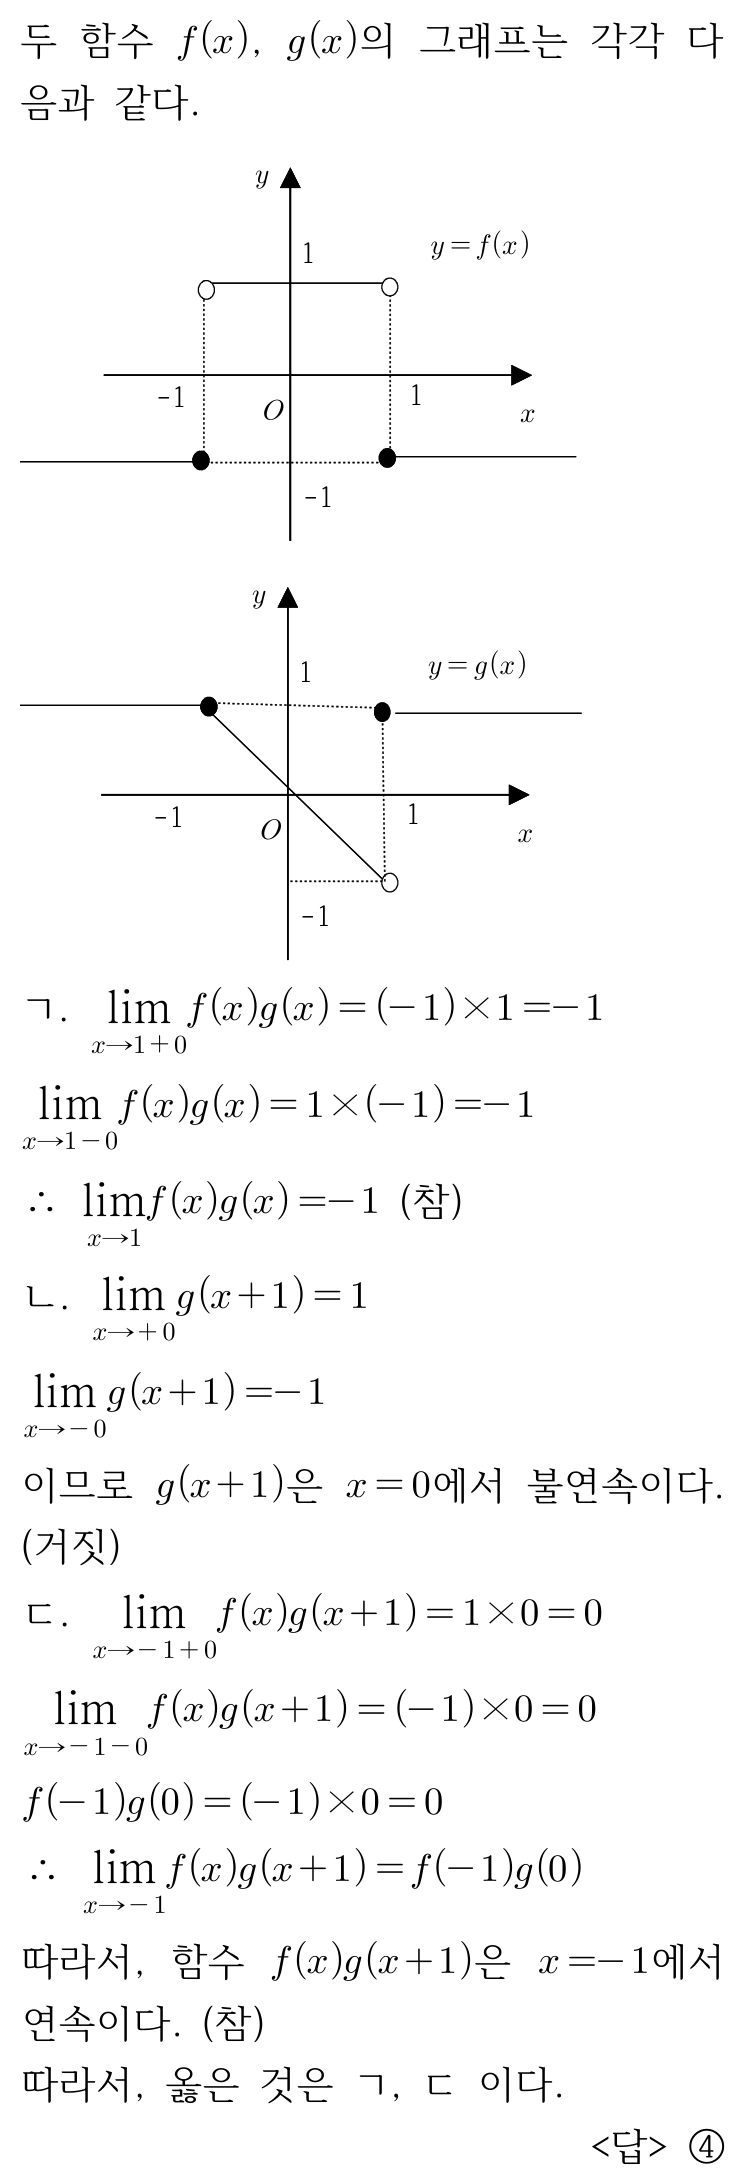 두 함수 f(x), g(x)의 그래프는 각각 다
음과 같다.
y
1
y=f(x)
-1
O
1
x
-1
y
1
y=g(x)
-1
O
1
x
-1
ㄱ. lim_{x→1+0} f(x)g(x)=(-1)×1=-1
lim_{x→1-0} f(x)g(x)=1×(-1)=-1
∴ lim_{x→1} f(x)g(x)=-1 (참)
ㄴ. lim_{x→+0} g(x+1)=1
lim_{x→-0} g(x+1)=-1
이므로 g(x+1)은 x=0에서 불연속이다.
(거짓)
ㄷ. lim_{x→-1+0} f(x)g(x+1)=1×0=0
lim_{x→-1-0} f(x)g(x+1)=(-1)×0=0
f(-1)g(0)=(-1)×0=0
∴ lim_{x→-1} f(x)g(x+1)=f(-1)g(0)
따라서, 함수 f(x)g(x+1)은 x=-1에서
연속이다. (참)
따라서, 옳은 것은 ㄱ, ㄷ 이다.
<답> ④